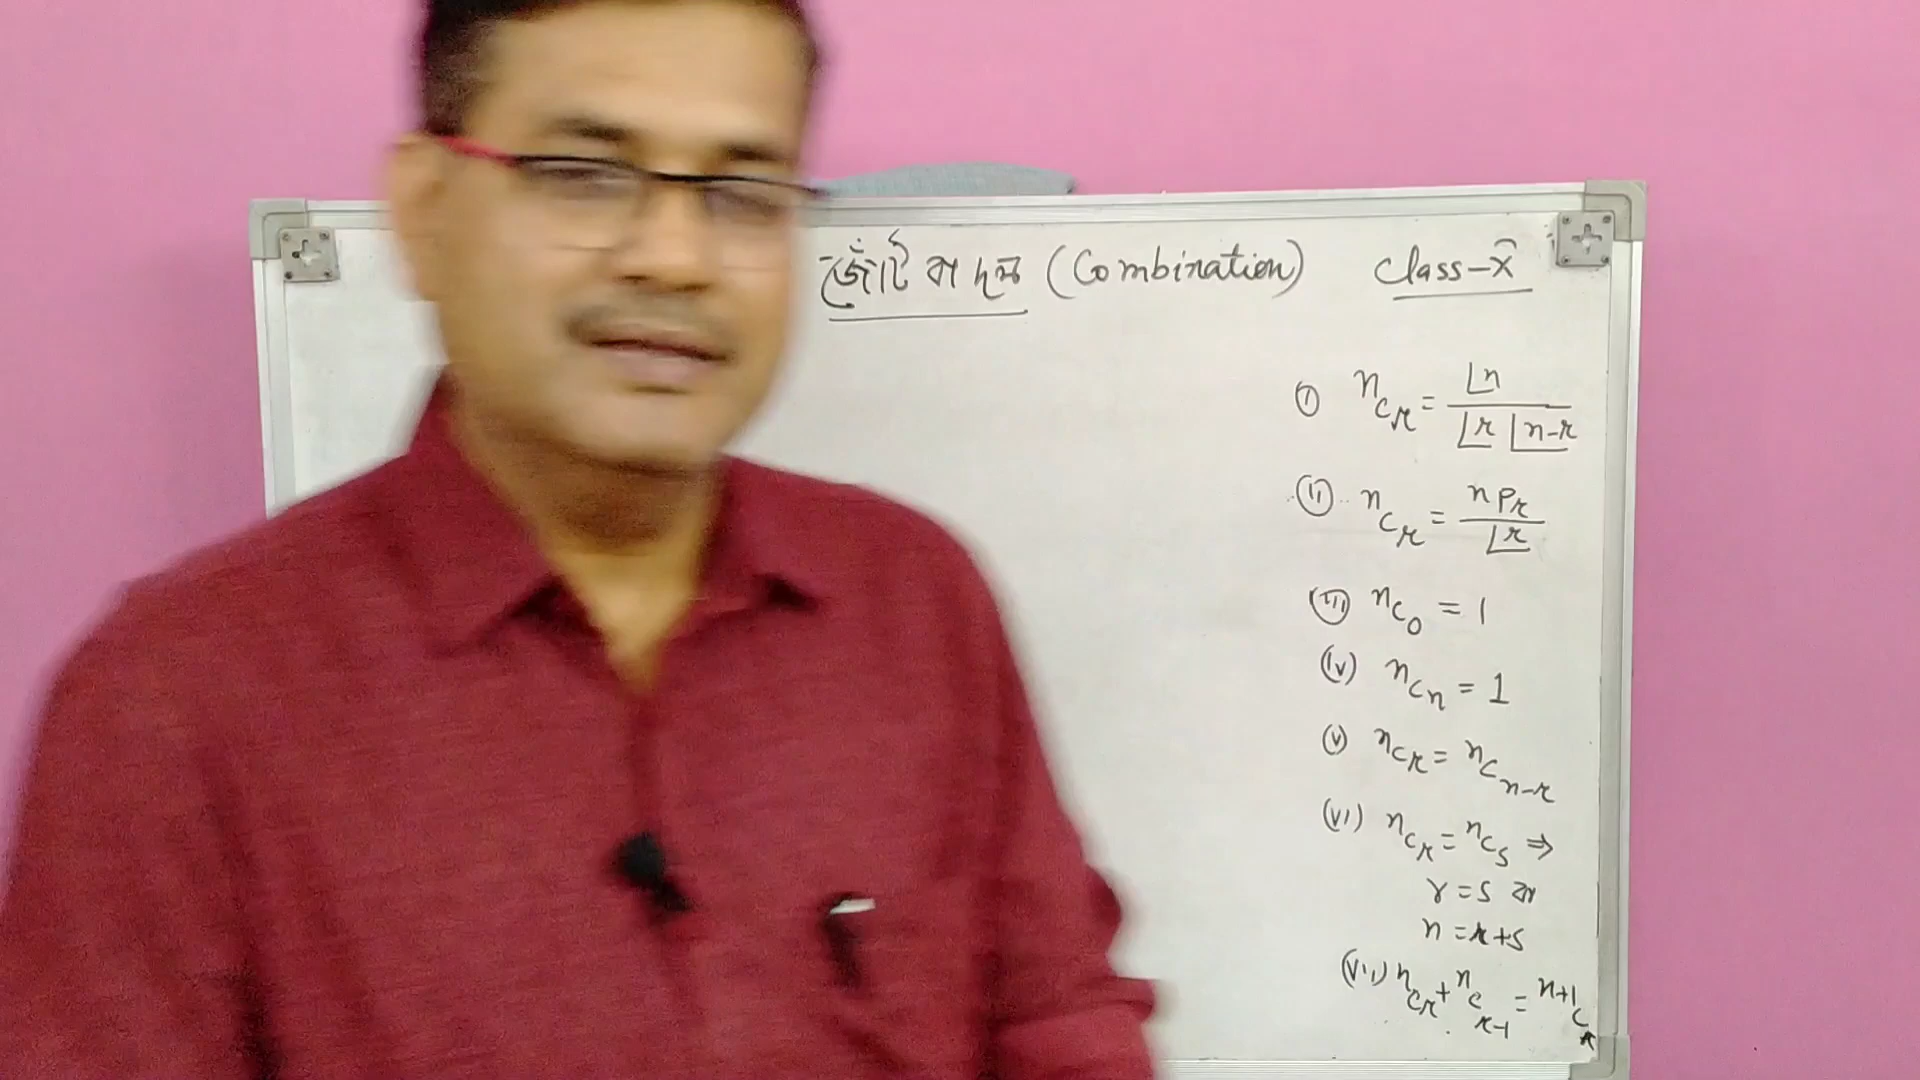 জোঁট বা দল (Combination) Class-X
(i) nCr = ⌊n / ⌊r ⌊n-r
(ii) nCr = nPr / ⌊r
(iii) nC0 = 1
(iv) nCn = 1
(v) nCr = nCn-r
(vi) nCr = nCs ⇒
r = s বা
n = r+s
(vii) nCr + nCr-1 = n+1Cr